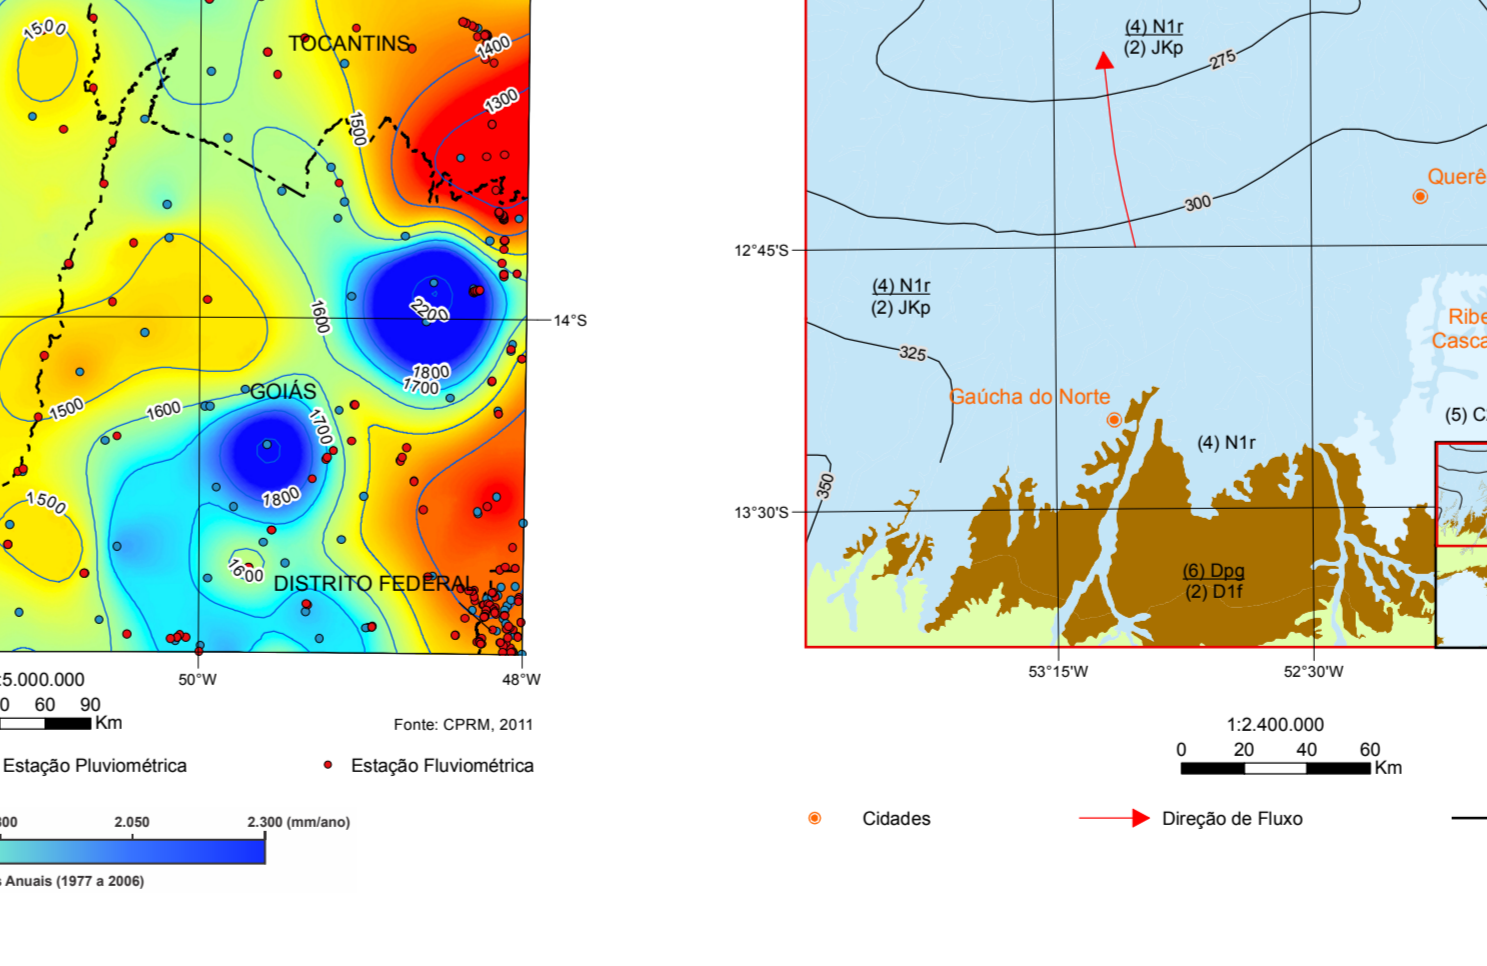 1500
TOCANTINS
1400
1300
1500
14°S
2200
1600
1800
1700
GOIÁS
1500
1600
1700
1500
1800
1600
DISTRITO FEDERAL
:5.000.000
50°W
48°W
0 60 90
Km
Fonte: CPRM, 2011
Estação Pluviométrica
Estação Fluviométrica
2.050
2.300 (mm/ano)
Anuais (1977 a 2006)
(4) N1r
(2) JKp
275
Querê
300
12°45'S
(4) N1r
(2) JKp
325
Ribe
Casca
Gaúcha do Norte
(5) C
(4) N1r
350
13°30'S
(6) Dpg
(2) D1f
53°15'W
52°30'W
1:2.400.000
0 20 40 60
Km
Cidades
Direção de Fluxo